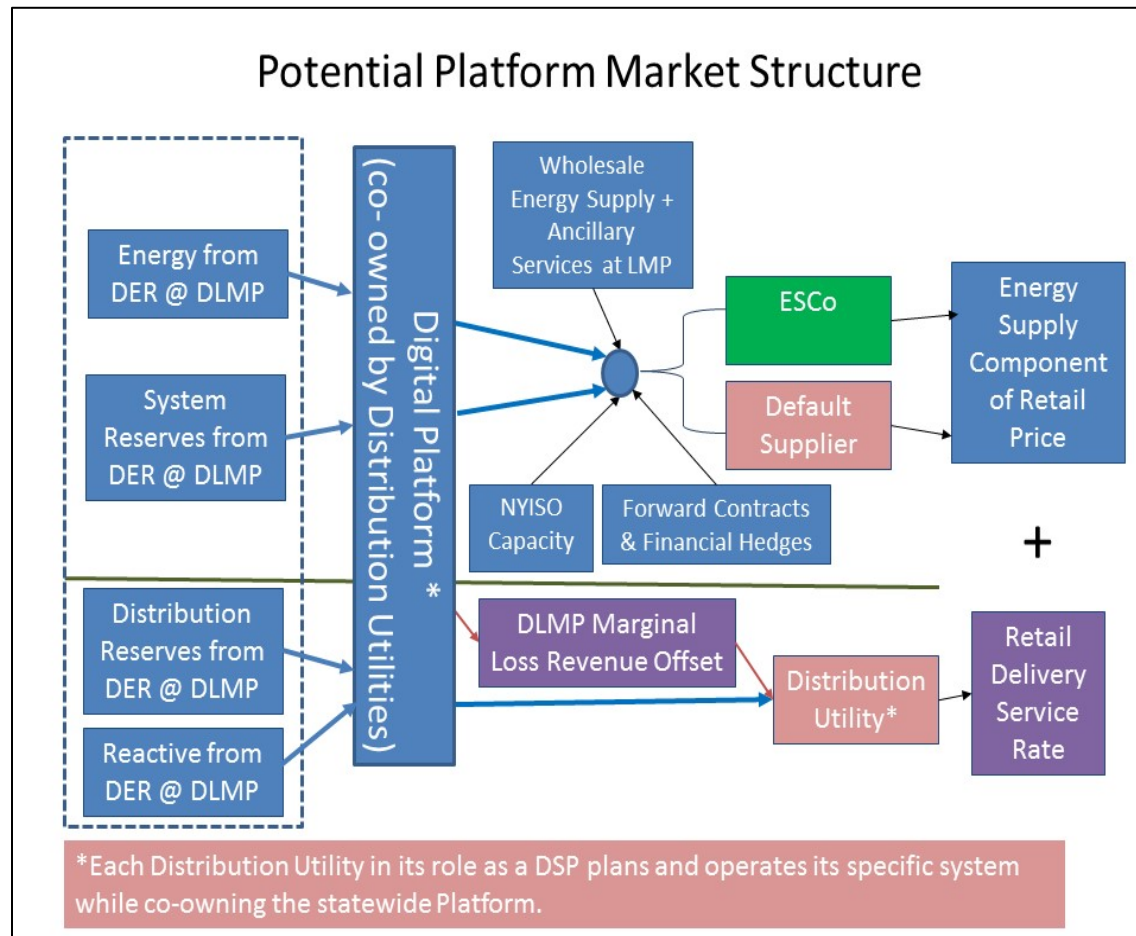 Potential Platform Market Structure
Energy from
DER @ DLMP
System
Reserves from
DER @ DLMP
Distribution
Reserves from
DER @ DLMP
Reactive from
DER @ DLMP
Digital Platform *
(co- owned by Distribution Utilities)
Wholesale
Energy Supply +
Ancillary
Services at LMP
NYISO
Capacity
Forward Contracts
& Financial Hedges
ESCo
Default
Supplier
Energy
Supply
Component
of Retail
Price
+
DLMP Marginal
Loss Revenue Offset
Distribution
Utility*
Retail
Delivery
Service
Rate
*Each Distribution Utility in its role as a DSP plans and operates its specific system
while co-owning the statewide Platform.